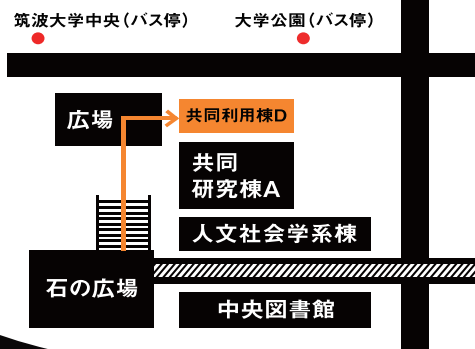 筑波大学中央（バス停）
大学公園（バス停）
広場
共同利用棟D
共同
研究棟A
人文社会学系棟
石の広場
中央図書館